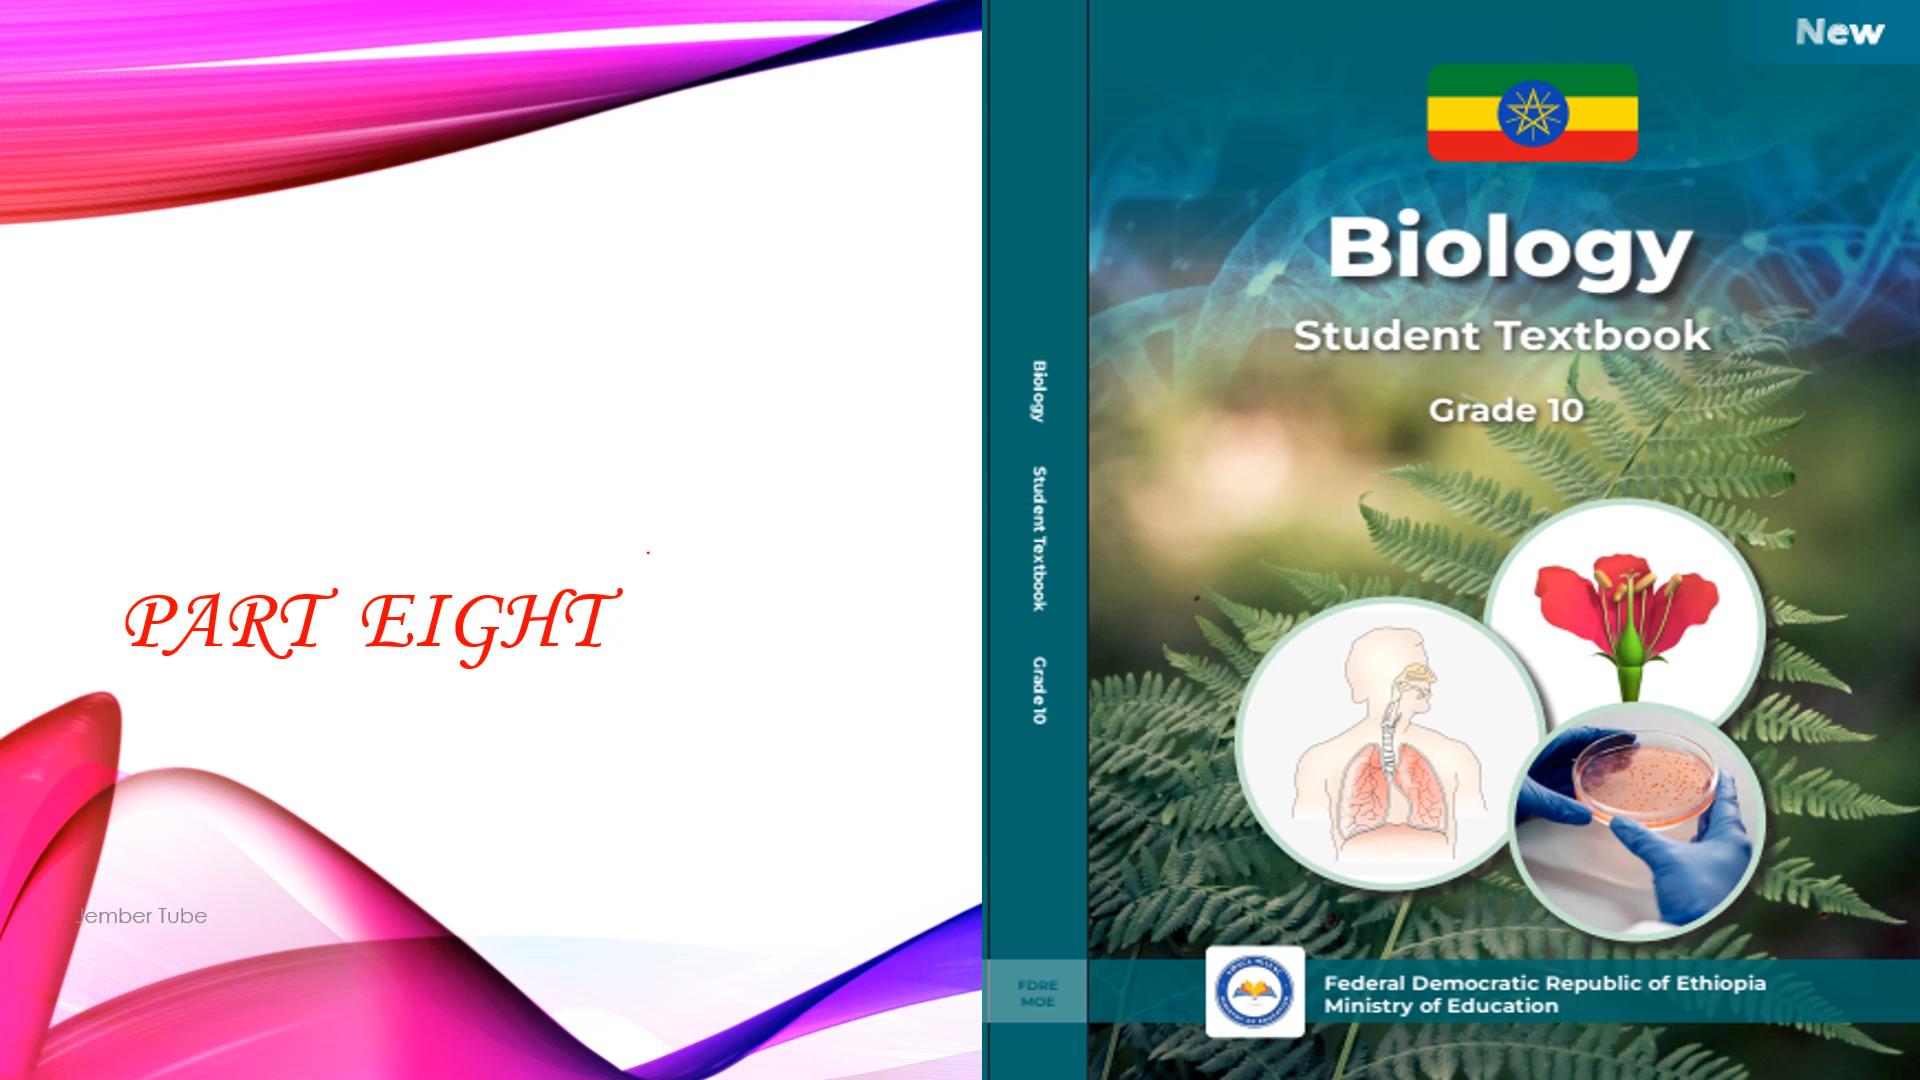 PART EIGHT
Jember Tube
New
Biology
Student Textbook
Grade 10
Biology
Student Textbook
Grade 10
FDRE
MOE
Federal Democratic Republic of Ethiopia
Ministry of Education